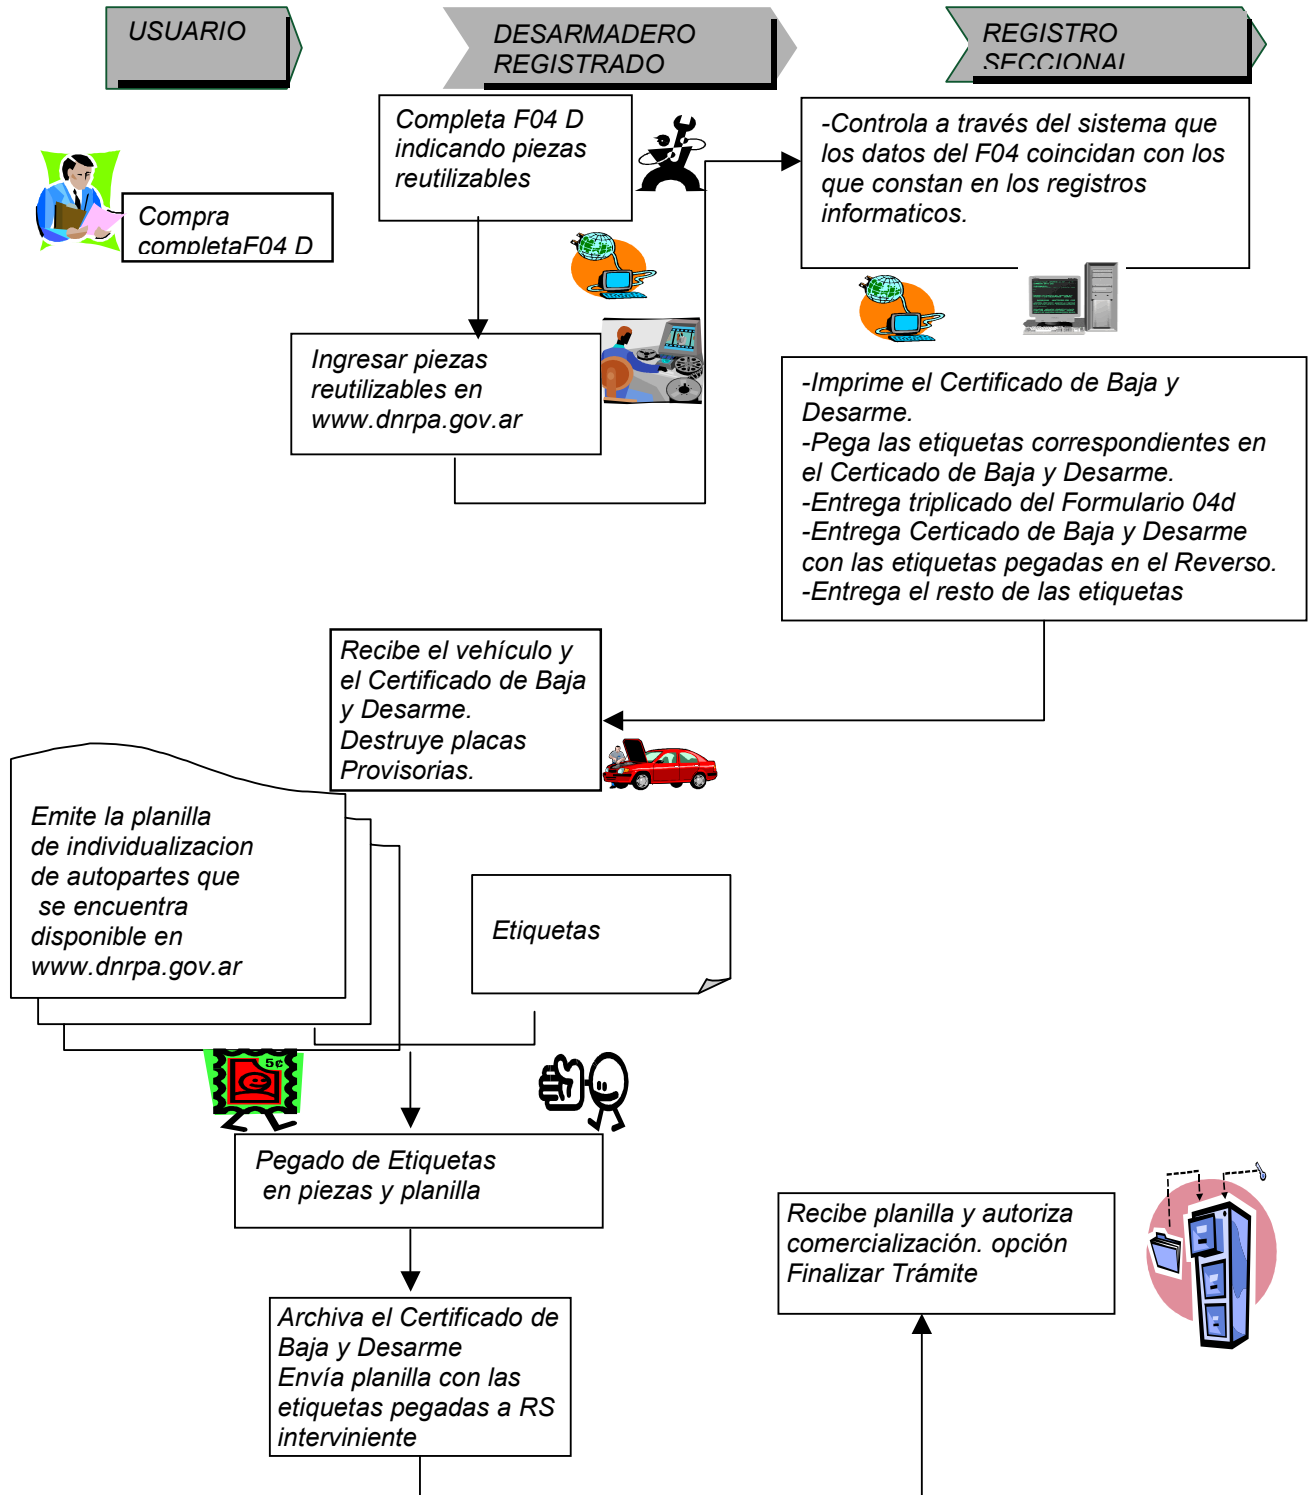 USUARIO
DESARMADERO
REGISTRADO
REGISTRO
SECCIONAL
Compra
completaF04 D
Completa F04 D
indicando piezas
reutilizables
-Controla a través del sistema que
los datos del F04 coincidan con los
que constan en los registros
informaticos.
Ingresar piezas
reutilizables en
www.dnrpa.gov.ar
-Imprime el Certificado de Baja y
Desarme.
-Pega las etiquetas correspondientes en
el Certicado de Baja y Desarme.
-Entrega triplicado del Formulario 04d
-Entrega Certicado de Baja y Desarme
con las etiquetas pegadas en el Reverso.
-Entrega el resto de las etiquetas
Recibe el vehículo y
el Certificado de Baja
y Desarme.
Destruye placas
Provisorias.
Emite la planilla
de individualizacion
de autopartes que
se encuentra
disponible en
www.dnrpa.gov.ar
Etiquetas
5¢
Pegado de Etiquetas
en piezas y planilla
Recibe planilla y autoriza
comercialización. opción
Finalizar Trámite
Archiva el Certificado de
Baja y Desarme
Envía planilla con las
etiquetas pegadas a RS
interviniente